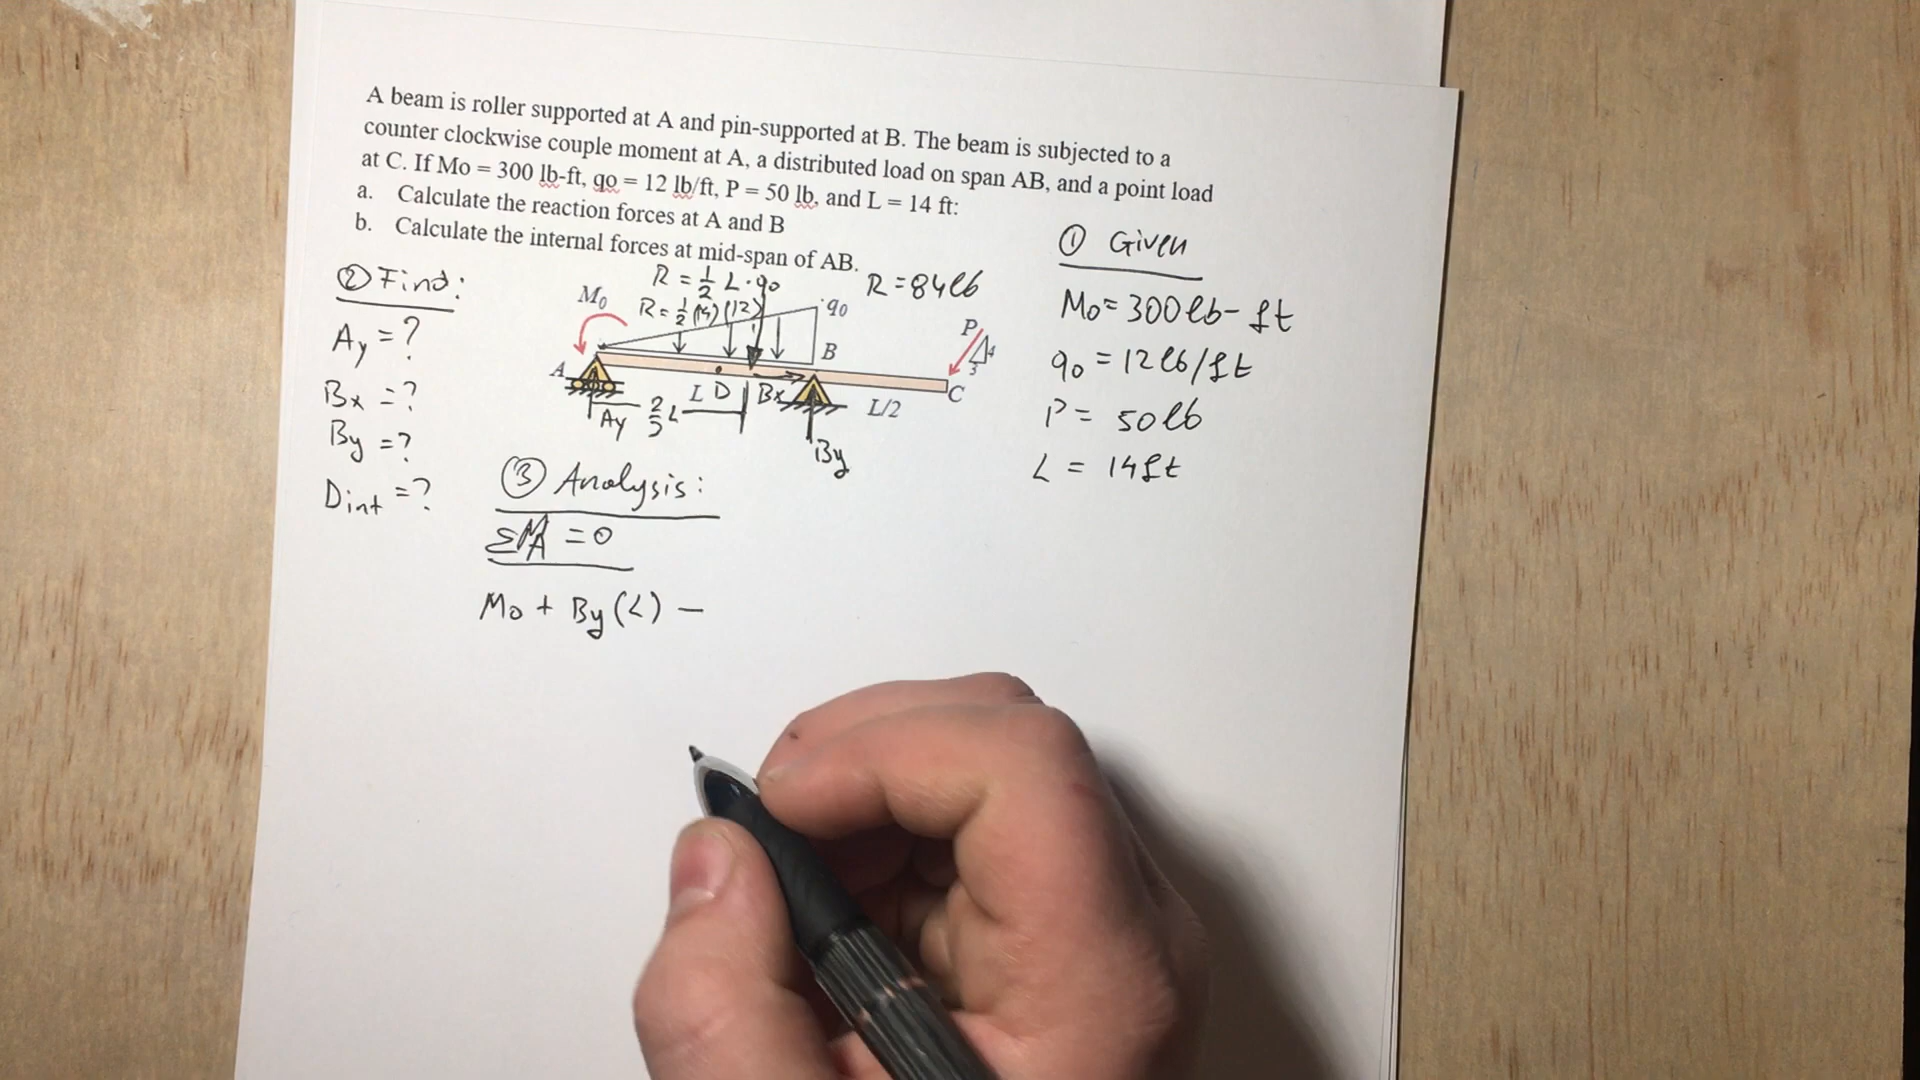 A beam is roller supported at A and pin-supported at B. The beam is subjected to a
counter clockwise couple moment at A, a distributed load on span AB, and a point load
at C. If Mo = 300 lb-ft, qo = 12 lb/ft, P = 50 lb, and L = 14 ft:
a. Calculate the reaction forces at A and B
b. Calculate the internal forces at mid-span of AB.
① Given
Mo = 300 lb-ft
qo = 12 lb/ft
P = 50 lb
L = 14 ft
② Find:
Ay = ?
Bx = ?
By = ?
Dint = ?
R = 1/2 L · qo
R = 1/2 (14) (12)
R = 84 lb
M0
q0
P
4
3
A
B
C
L
D
Bx
L/2
Ay
2/3 L
By
③ Analysis:
ΣMA = 0
Mo + By (L) –